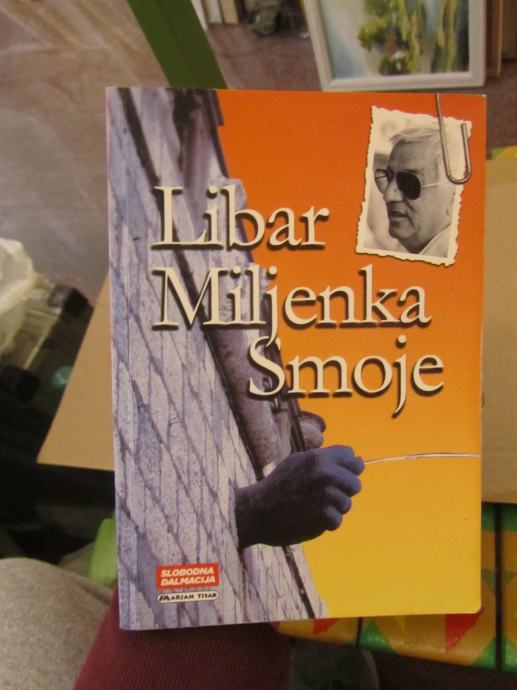 Libar
Miljenka
Smoje
SLOBODNA
DALMACIJA
MARJAN TISAK